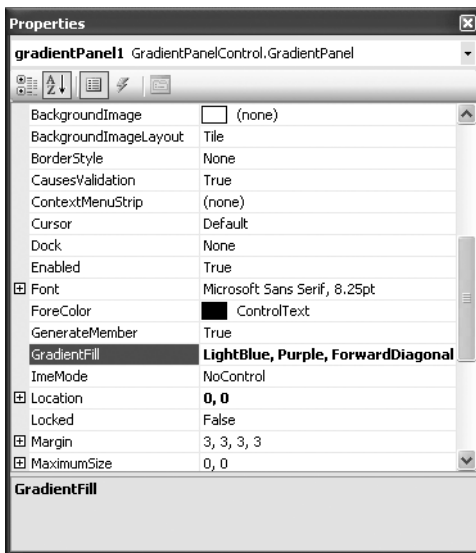 Properties
gradientPanel1 GradientPanelControl.GradientPanel
BackgroundImage (none)
BackgroundImageLayout Tile
BorderStyle None
CausesValidation True
ContextMenuStrip (none)
Cursor Default
Dock None
Enabled True
Font Microsoft Sans Serif, 8.25pt
ForeColor ControlText
GenerateMember True
GradientFill LightBlue, Purple, ForwardDiagonal
ImeMode NoControl
Location 0, 0
Locked False
Margin 3, 3, 3, 3
MaximumSize 0, 0
GradientFill